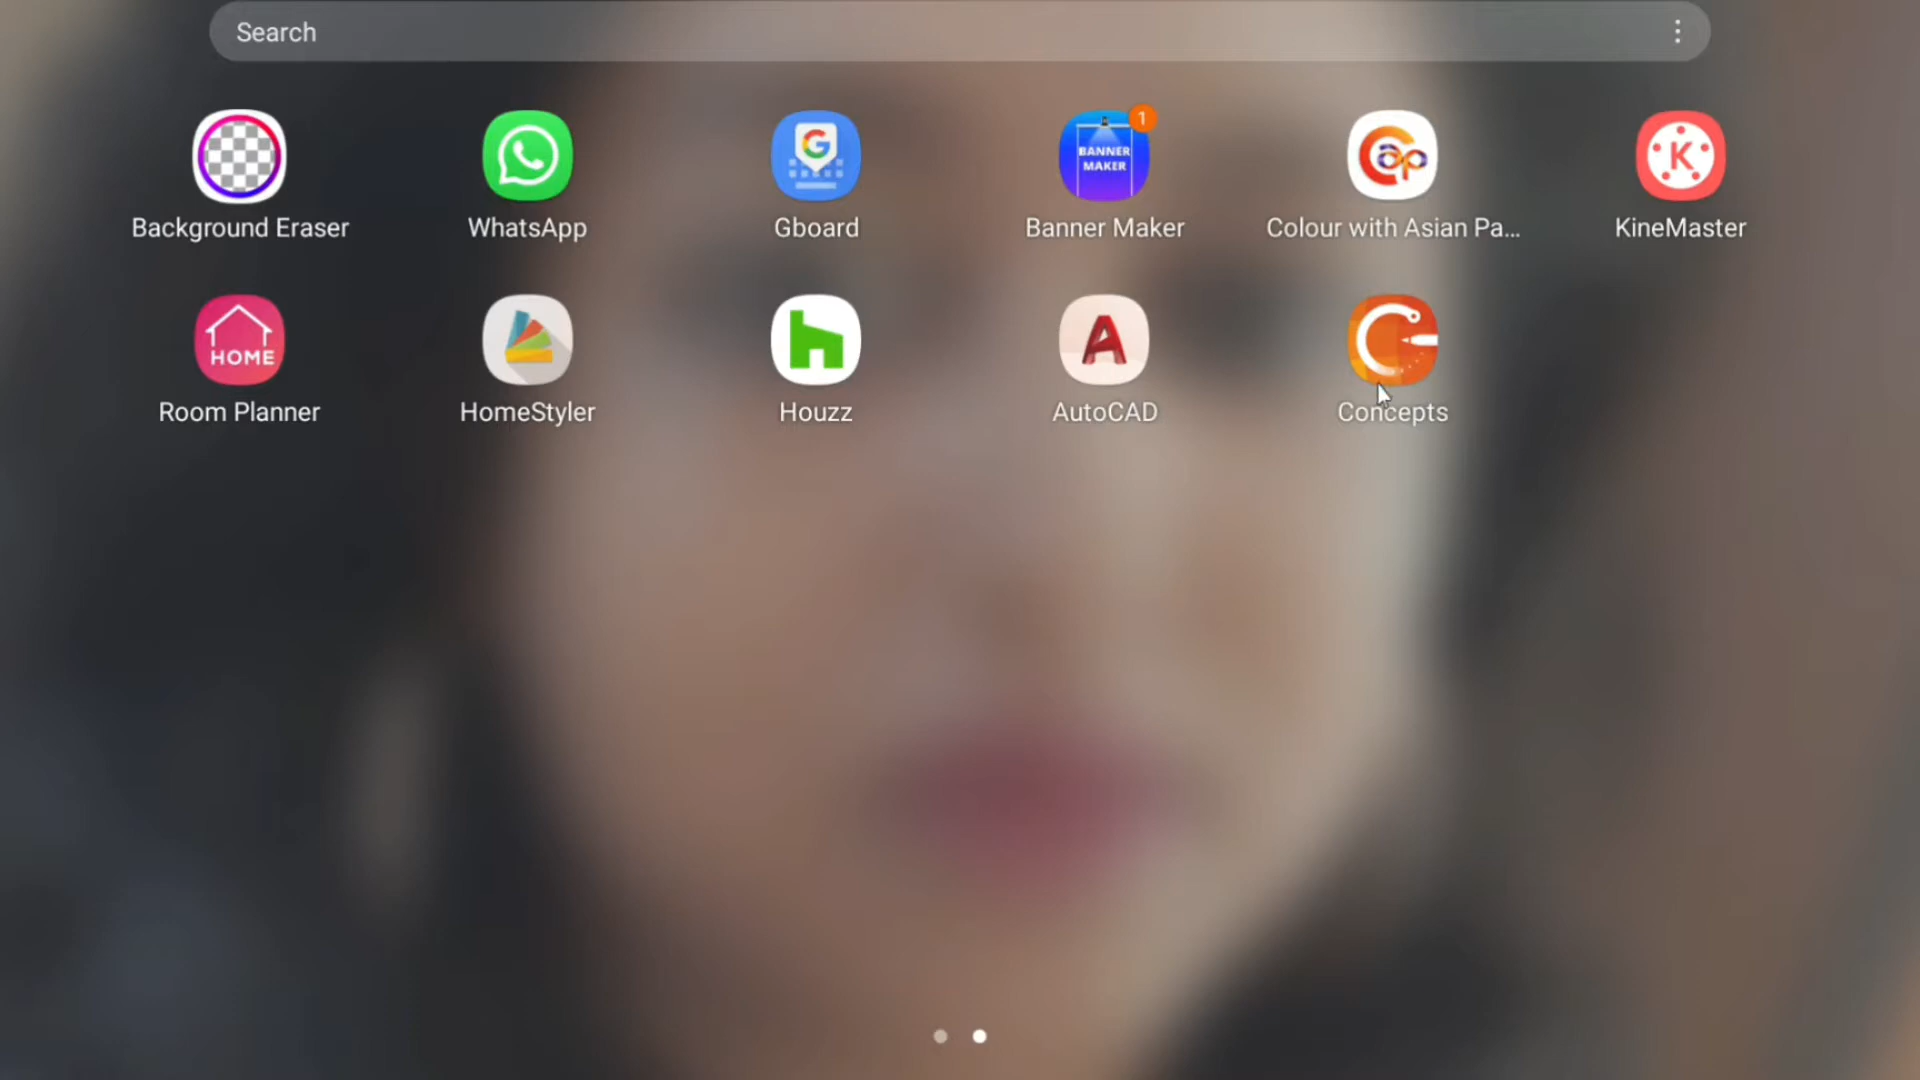 Search
1
BANNER
MAKER
Cap
K
Background Eraser
WhatsApp
Gboard
Banner Maker
Colour with Asian Pa...
KineMaster
HOME
A
Room Planner
HomeStyler
Houzz
AutoCAD
Concepts